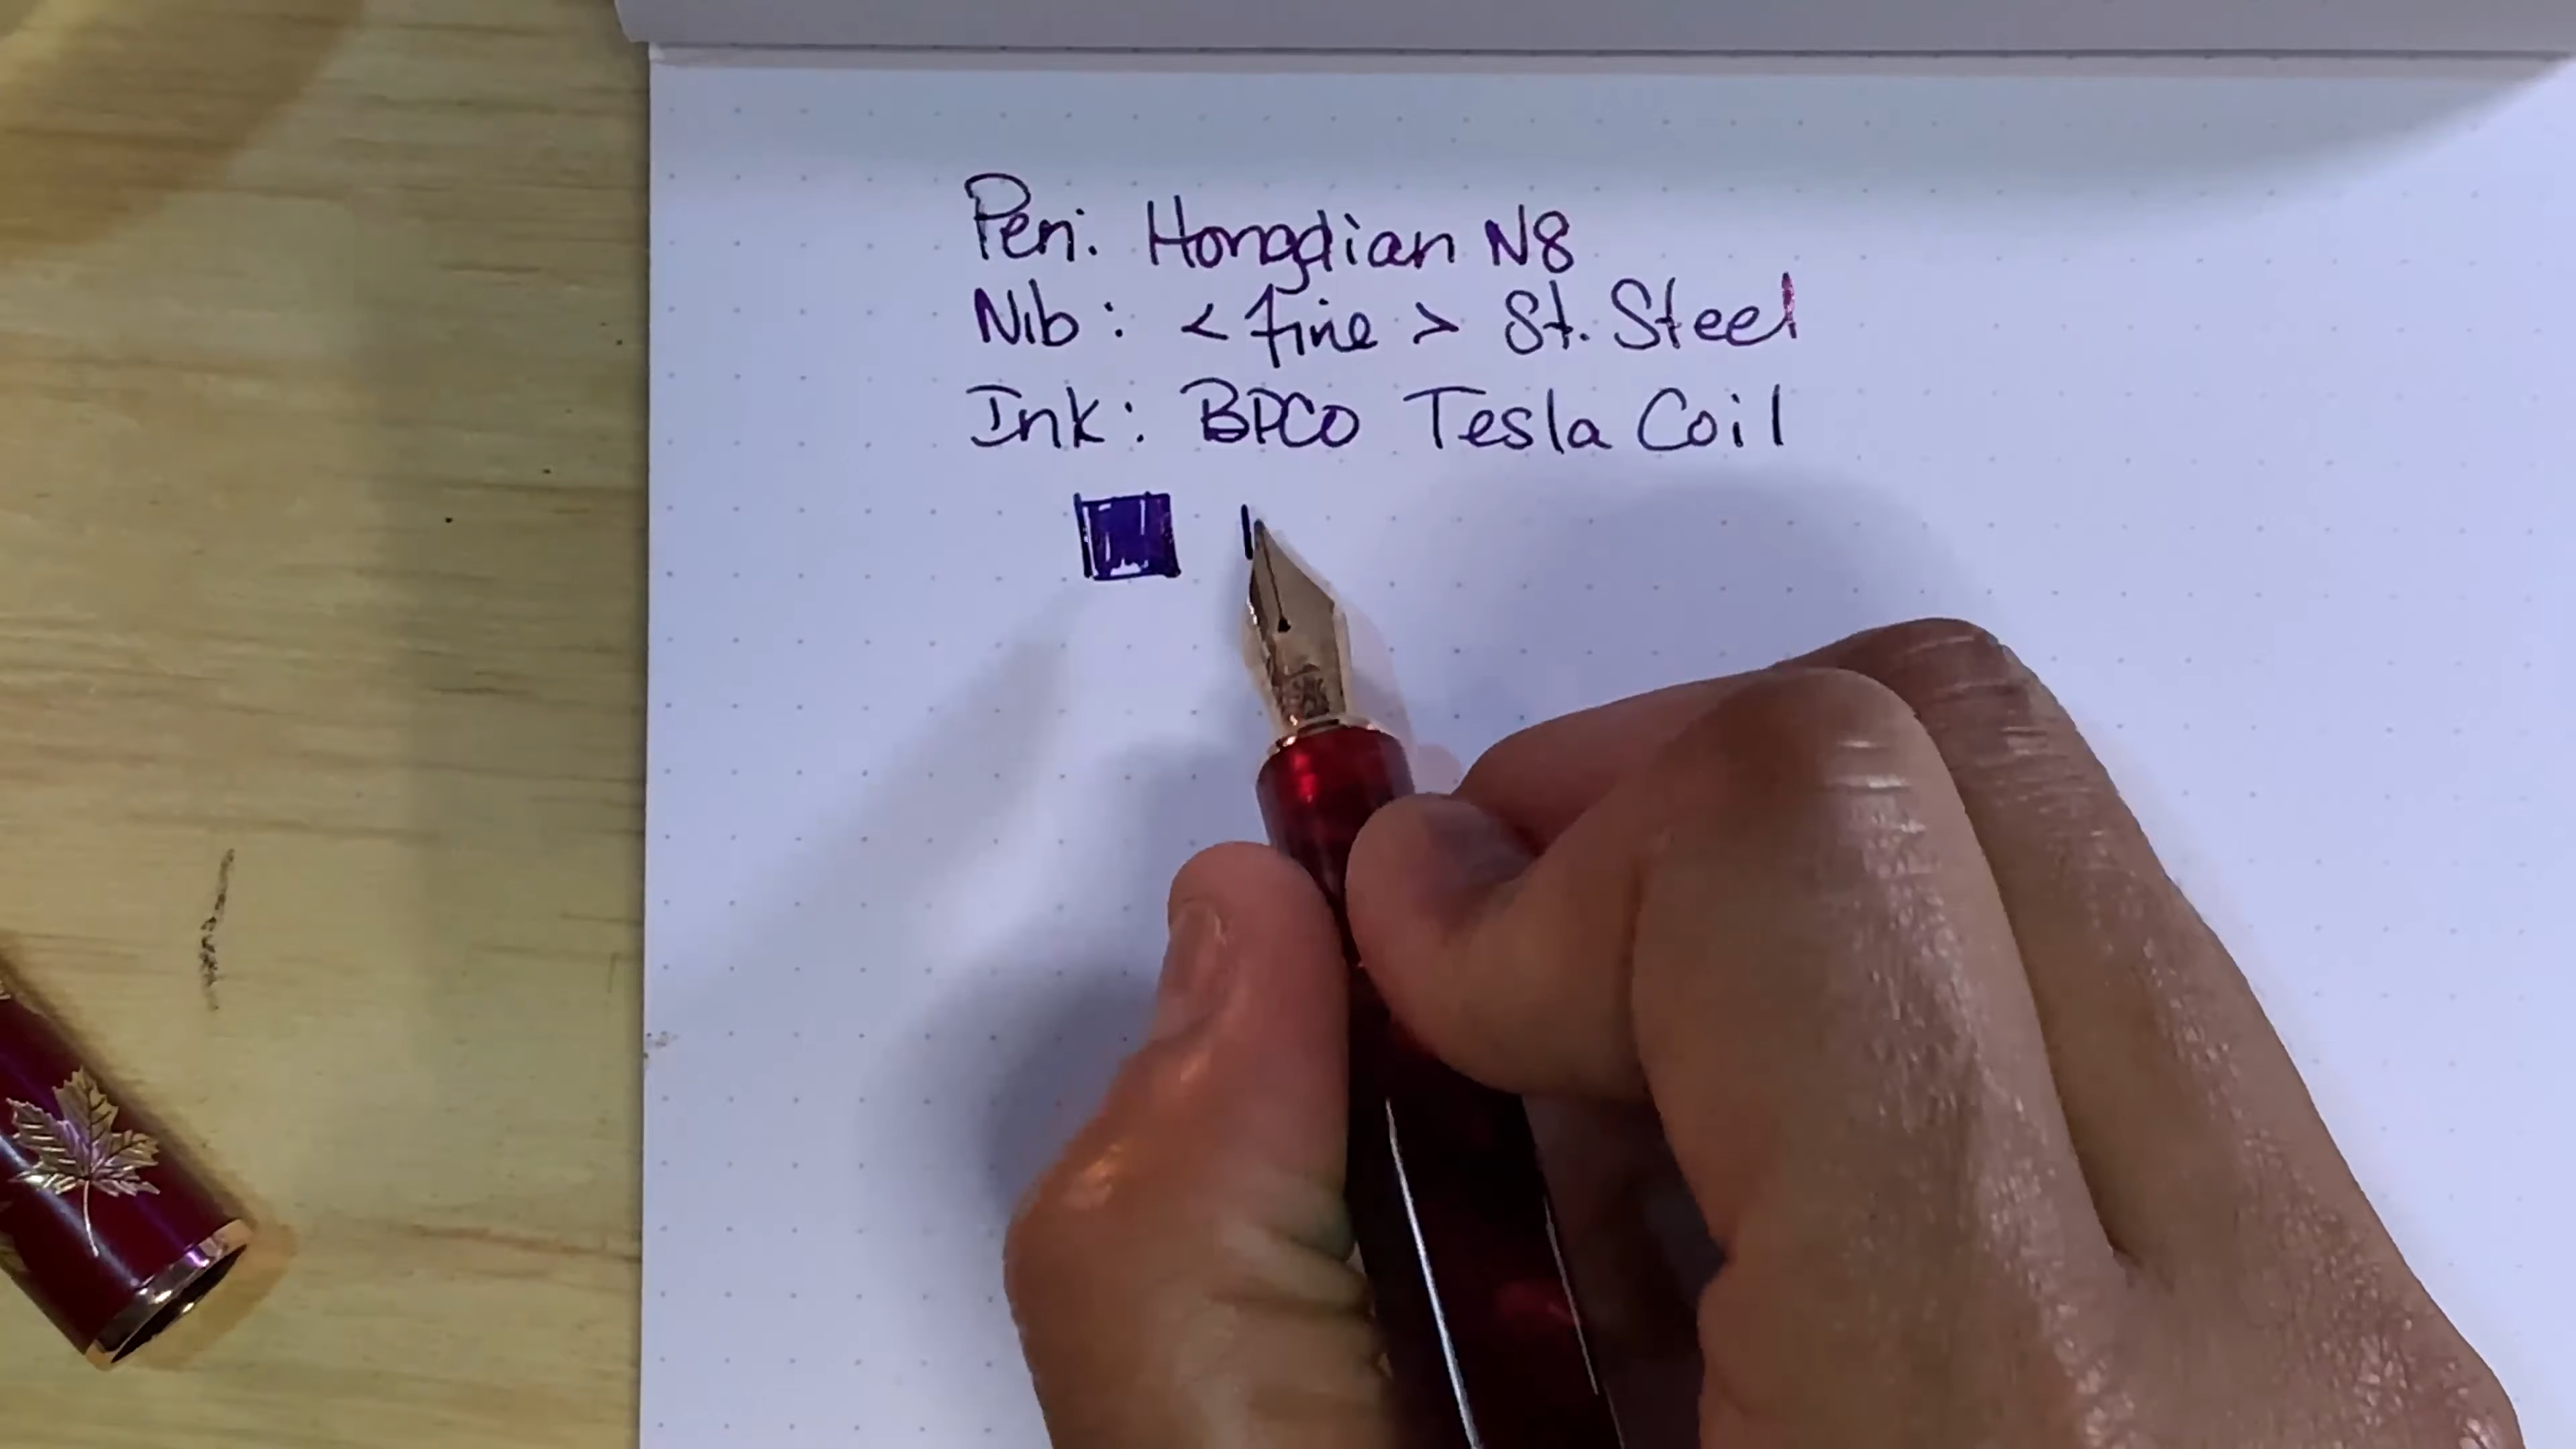 Pen: Hongdian N8
Nib: < fine > St. Steel
Ink: BPCO Tesla Coil